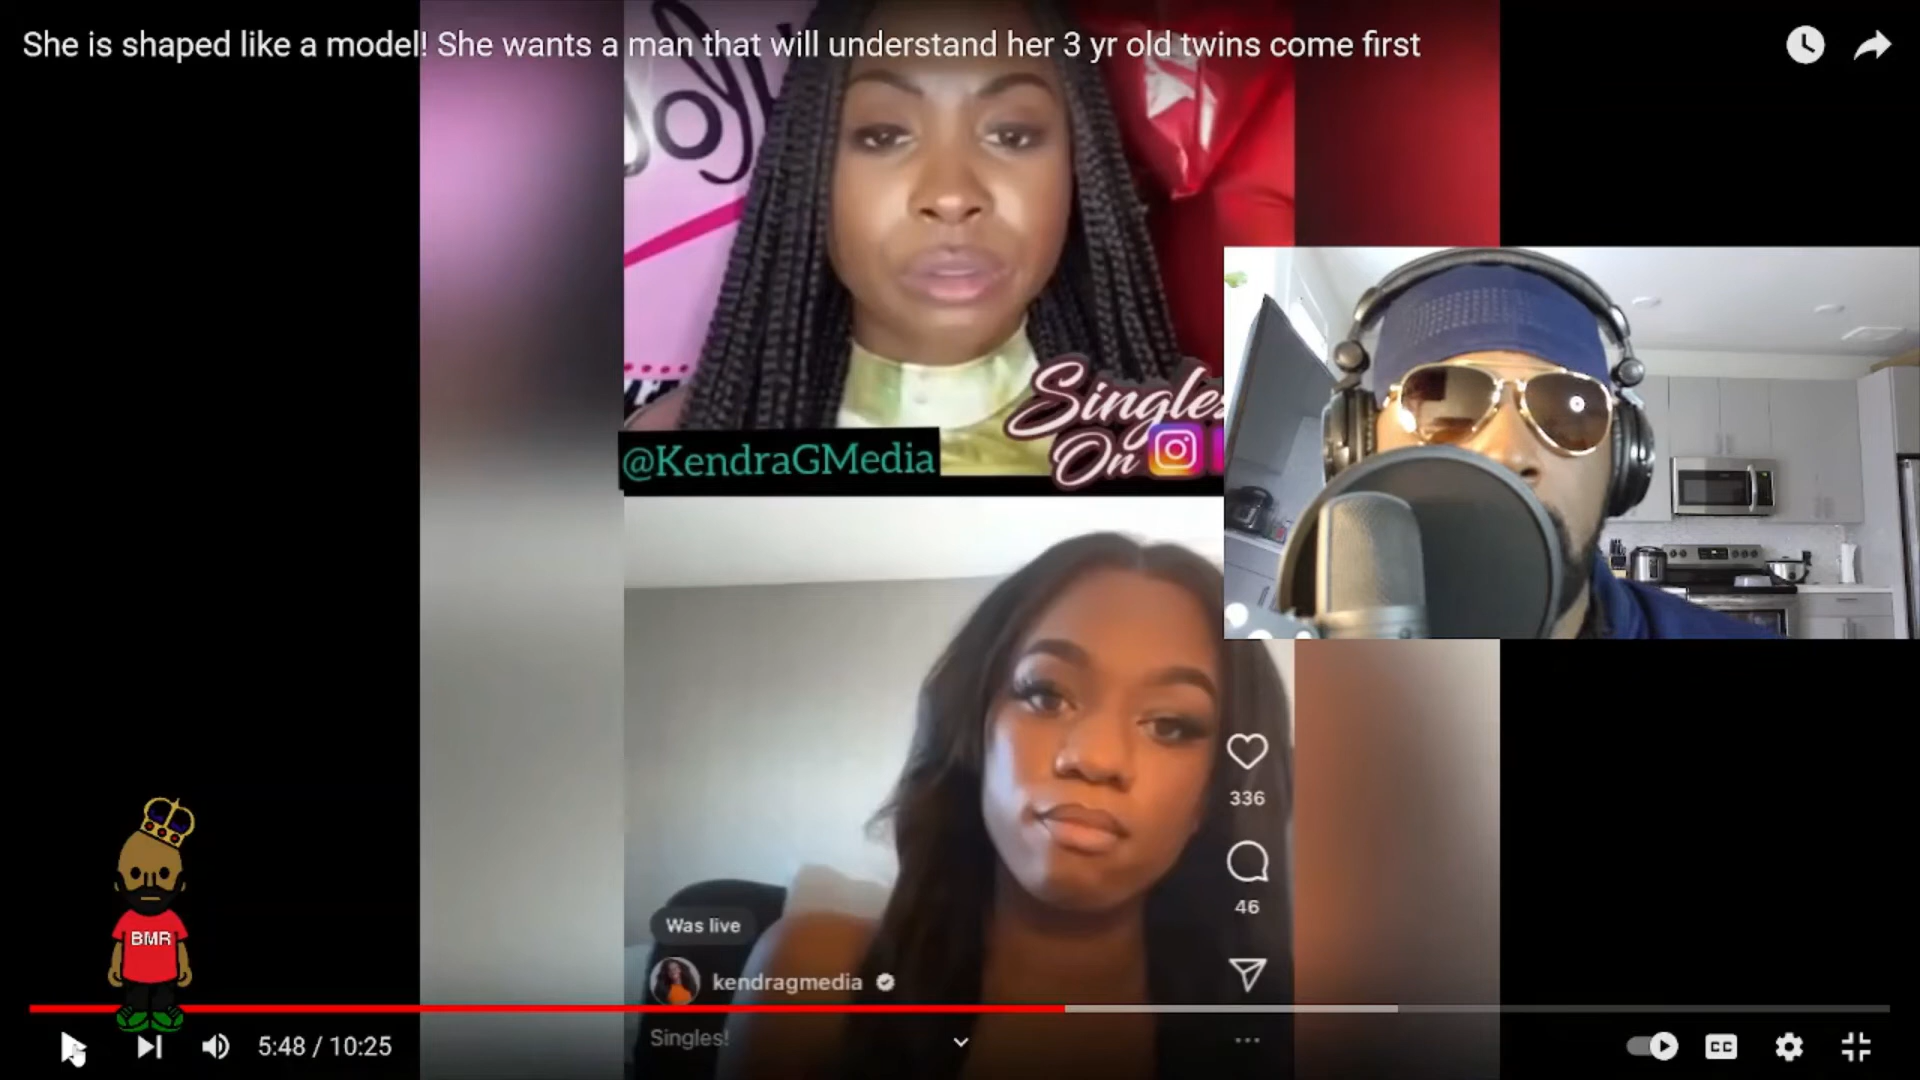 She is shaped like a model! She wants a man that will understand her 3 yr old twins come first
@KendraGMedia
Singles
On
336
46
Was live
kendragmedia
Singles!
BMR
5:48 / 10:25
CC